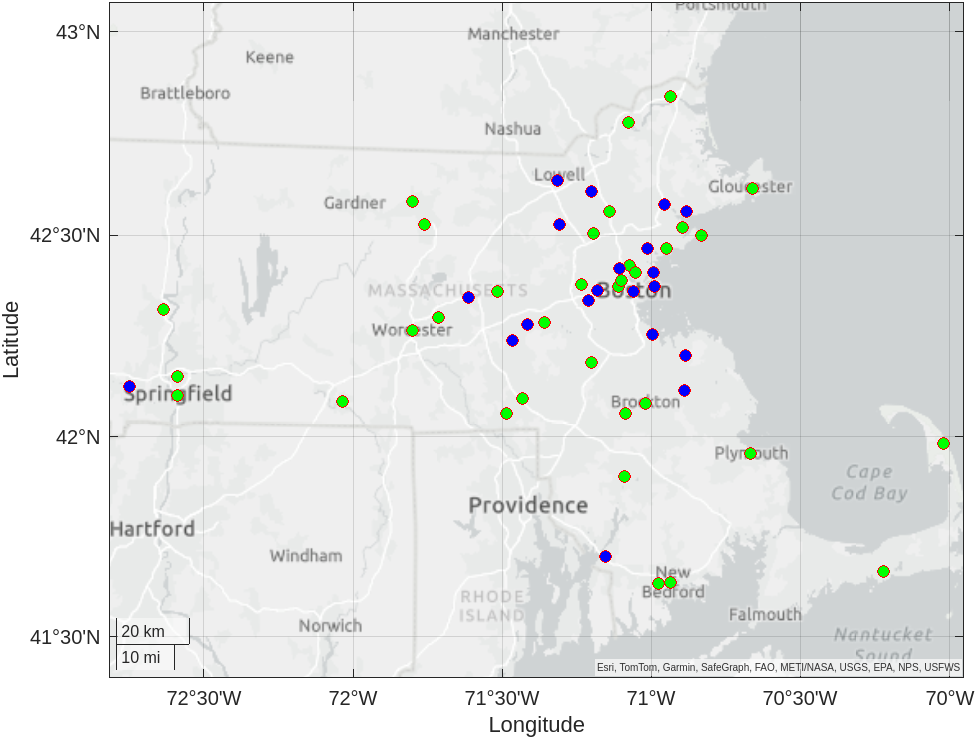 43°N
42°30'N
42°N
41°30'N
Latitude
Portsmouth
Manchester
Keene
Brattleboro
Nashua
Lowell
Gloucester
Gardner
MASSACHUSETTS
Boston
Worcester
Springfield
Brockton
Plymouth
Cape
Cod Bay
Providence
Hartford
Windham
New
Bedford
RHODE
ISLAND
Falmouth
Norwich
Nantucket
Sound
20 km
10 mi
Esri, TomTom, Garmin, SafeGraph, FAO, METI/NASA, USGS, EPA, NPS, USFWS
72°30'W
72°W
71°30'W
71°W
70°30'W
70°W
Longitude